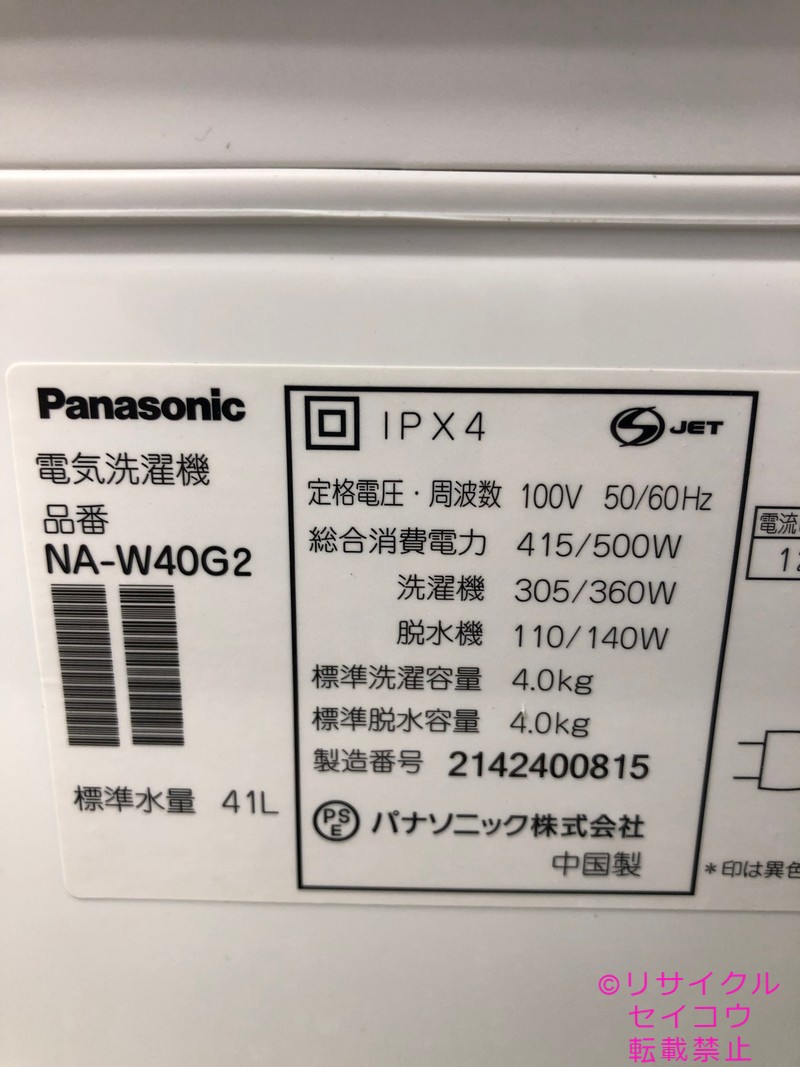 Panasonic
電気洗濯機
品番
NA-W40G2
標準水量 41L
IPX4
S JET
定格電圧・周波数 100V 50/60Hz
総合消費電力 415/500W
洗濯機 305/360W
脱水機 110/140W
標準洗濯容量 4.0kg
標準脱水容量 4.0kg
製造番号 2142400815
PSE パナソニック株式会社
中国製
電流
12
*印は異色
©リサイクル
セイコウ
転載禁止